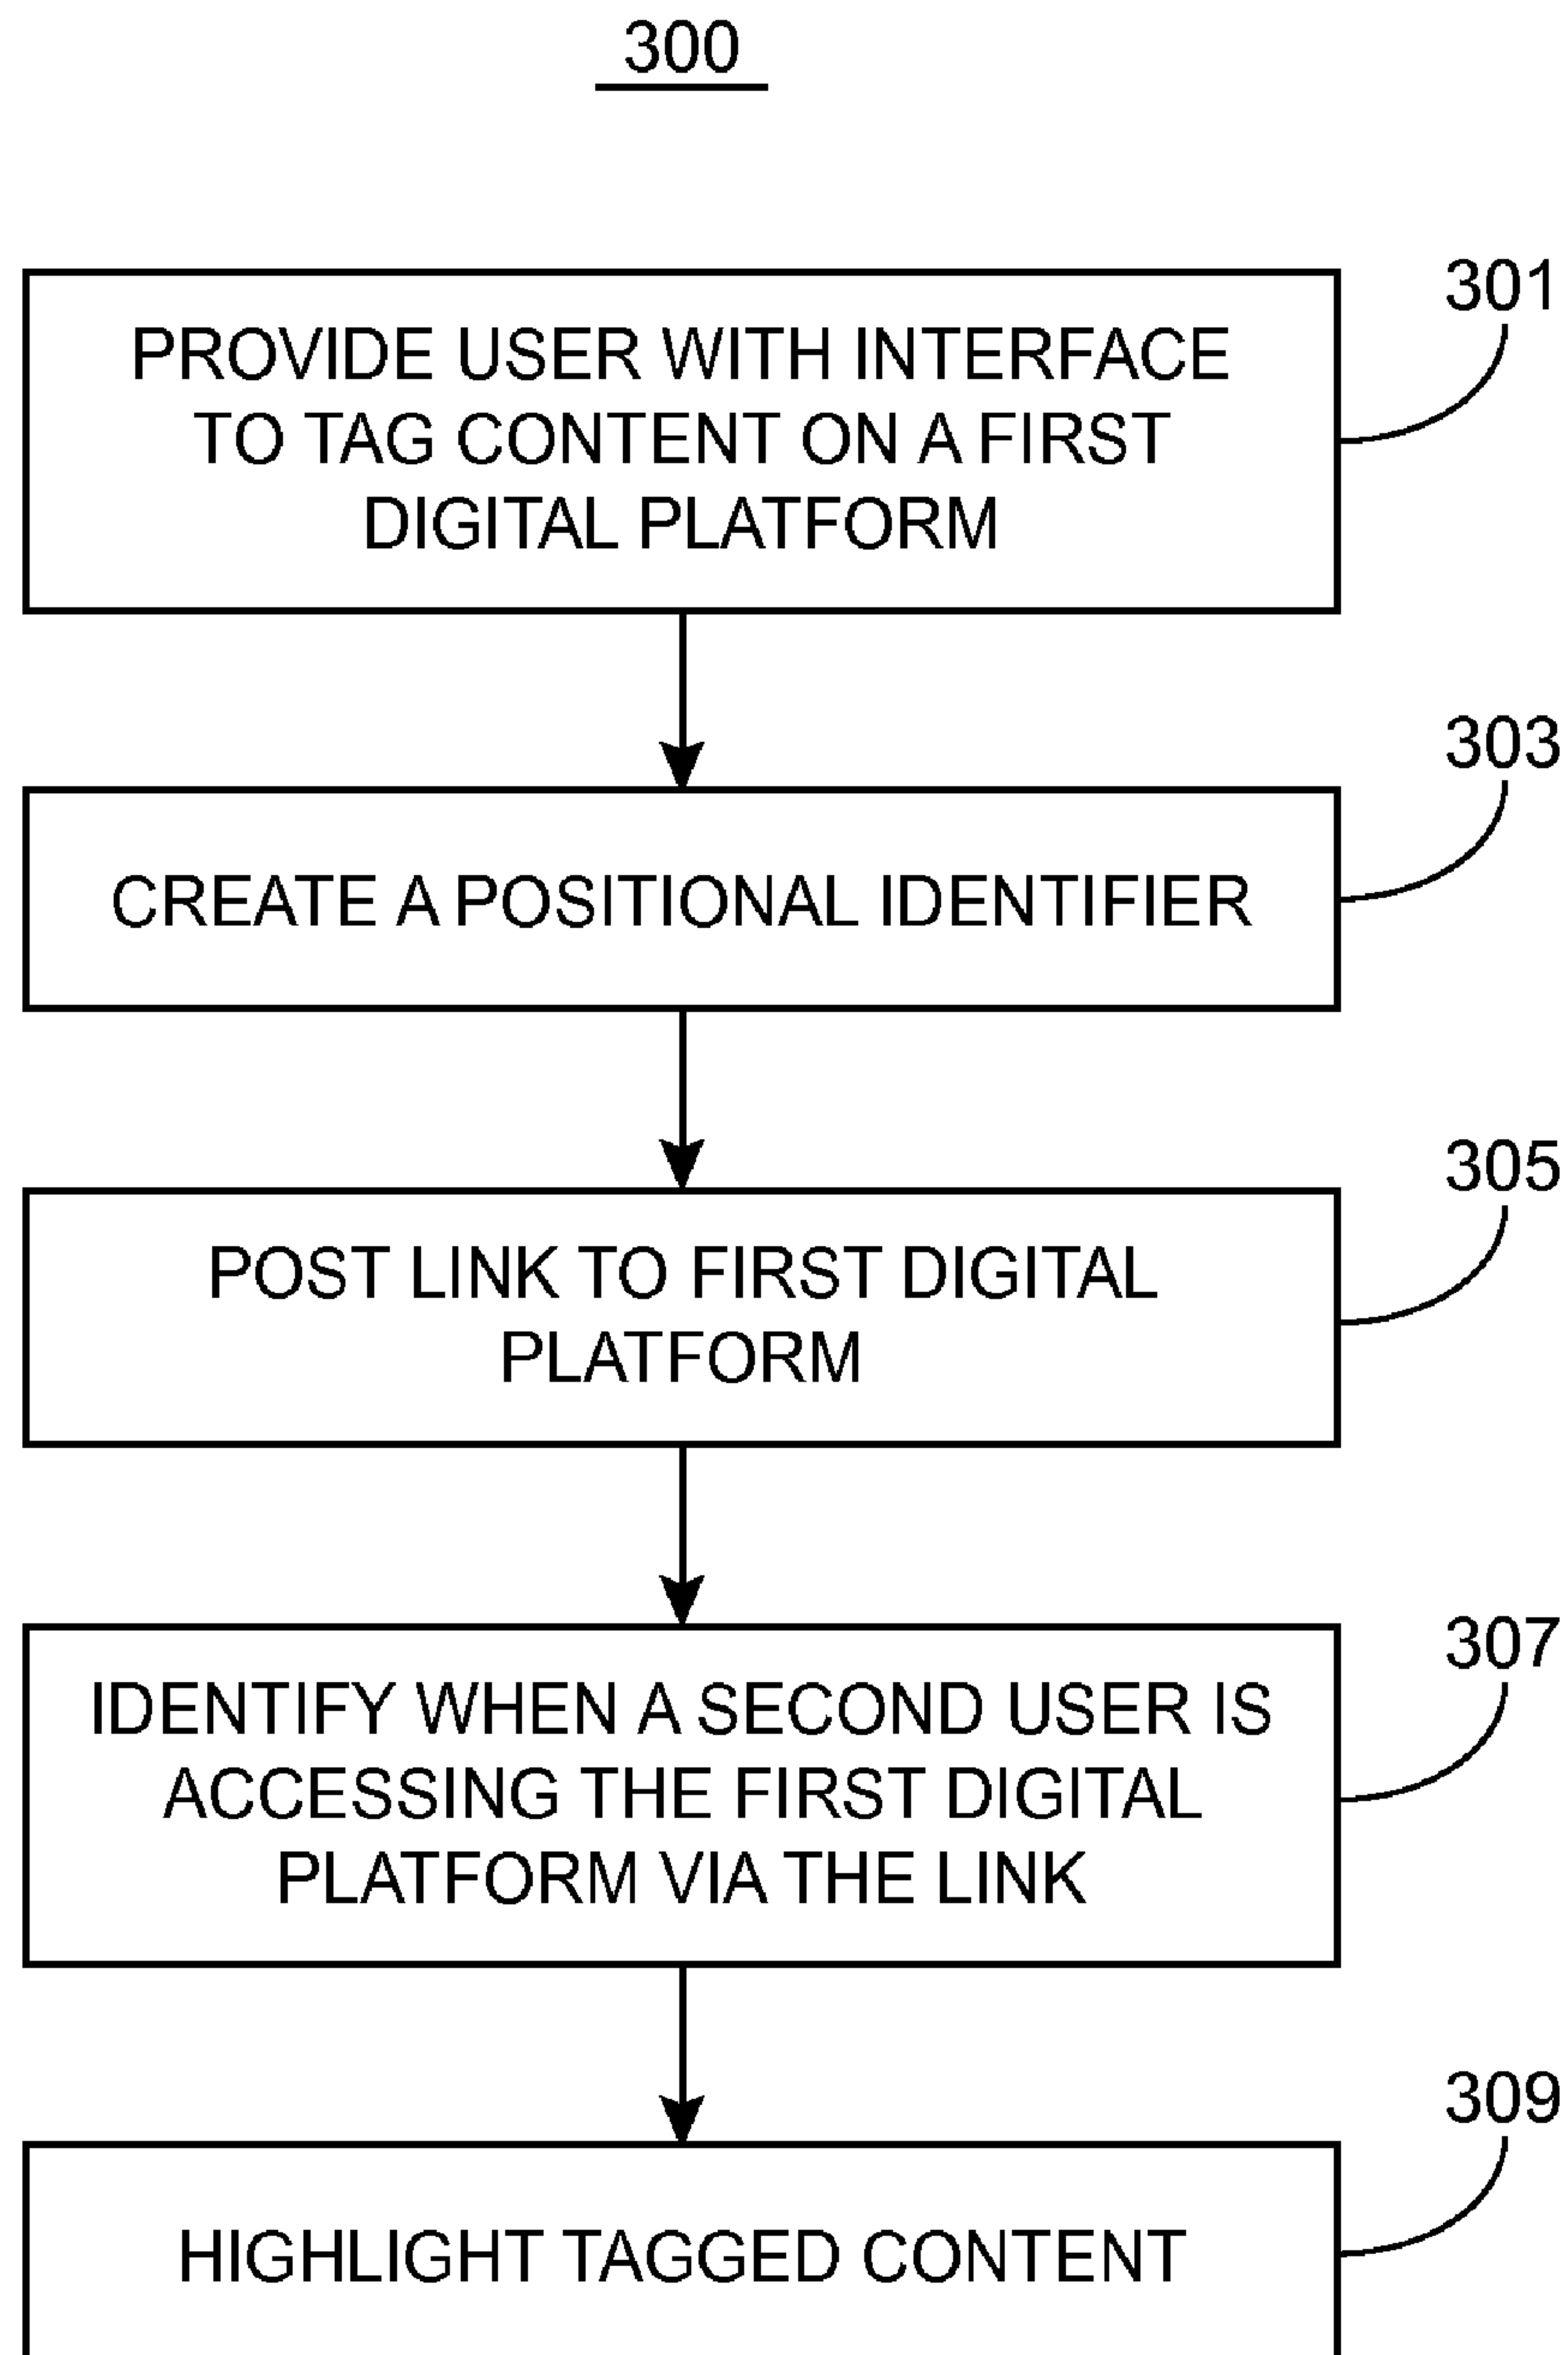 300
301
PROVIDE USER WITH INTERFACE
TO TAG CONTENT ON A FIRST
DIGITAL PLATFORM
303
CREATE A POSITIONAL IDENTIFIER
305
POST LINK TO FIRST DIGITAL
PLATFORM
307
IDENTIFY WHEN A SECOND USER IS
ACCESSING THE FIRST DIGITAL
PLATFORM VIA THE LINK
309
HIGHLIGHT TAGGED CONTENT